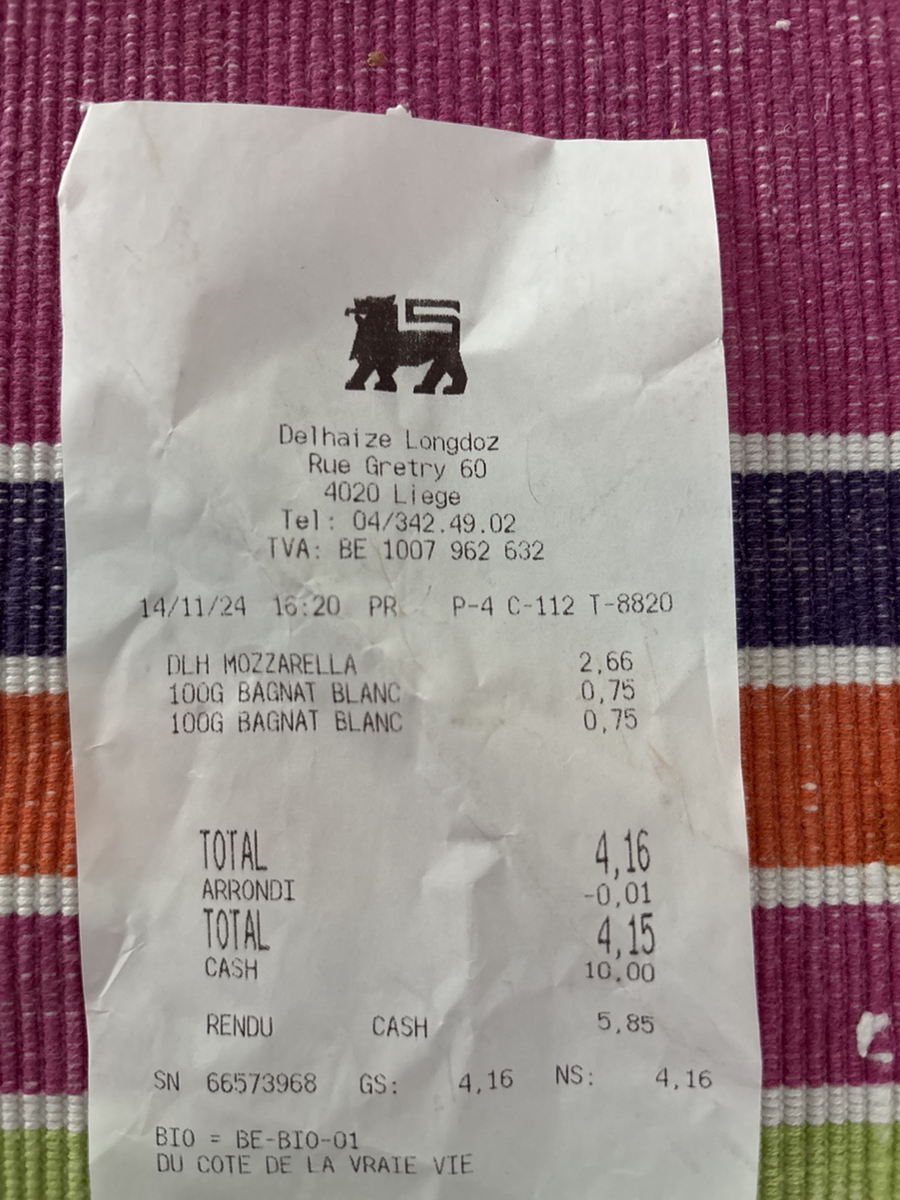 Delhaize Longdoz
Rue Gretry 60
4020 Liege
Tel: 04/342.49.02
TVA: BE 1007 962 632
14/11/24 16:20 PR P-4 C-112 T-8820
DLH MOZZARELLA 2,66
100G BAGNAT BLANC 0,75
100G BAGNAT BLANC 0,75
TOTAL 4,16
ARRONDI -0,01
TOTAL 4,15
CASH 10,00
RENDU CASH 5,85
SN 66573968 GS: 4,16 NS: 4,16
BIO = BE-BIO-01
DU COTE DE LA VRAIE VIE